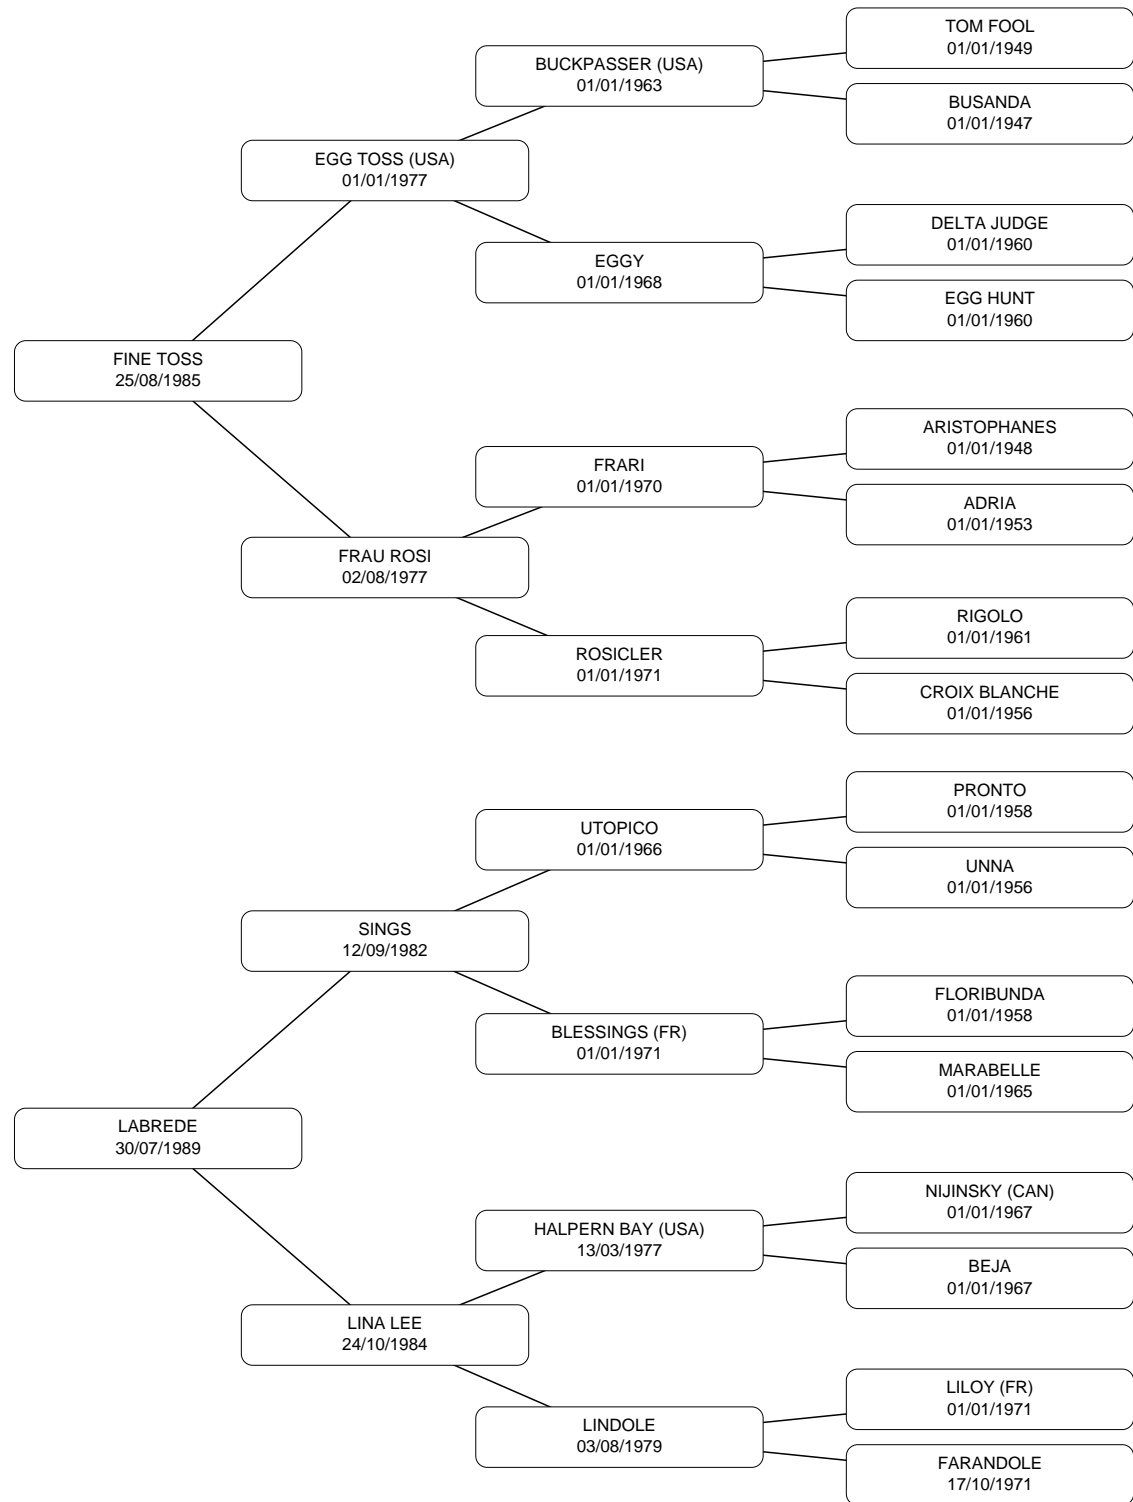 TOM FOOL
01/01/1949
BUCKPASSER (USA)
01/01/1963
BUSANDA
01/01/1947
EGG TOSS (USA)
01/01/1977
DELTA JUDGE
01/01/1960
EGGY
01/01/1968
EGG HUNT
01/01/1960
FINE TOSS
25/08/1985
ARISTOPHANES
01/01/1948
FRARI
01/01/1970
ADRIA
01/01/1953
FRAU ROSI
02/08/1977
RIGOLO
01/01/1961
ROSICLER
01/01/1971
CROIX BLANCHE
01/01/1956
PRONTO
01/01/1958
UTOPICO
01/01/1966
UNNA
01/01/1956
SINGS
12/09/1982
FLORIBUNDA
01/01/1958
BLESSINGS (FR)
01/01/1971
MARABELLE
01/01/1965
LABREDE
30/07/1989
NIJINSKY (CAN)
01/01/1967
HALPERN BAY (USA)
13/03/1977
BEJA
01/01/1967
LINA LEE
24/10/1984
LILOY (FR)
01/01/1971
LINDOLE
03/08/1979
FARANDOLE
17/10/1971